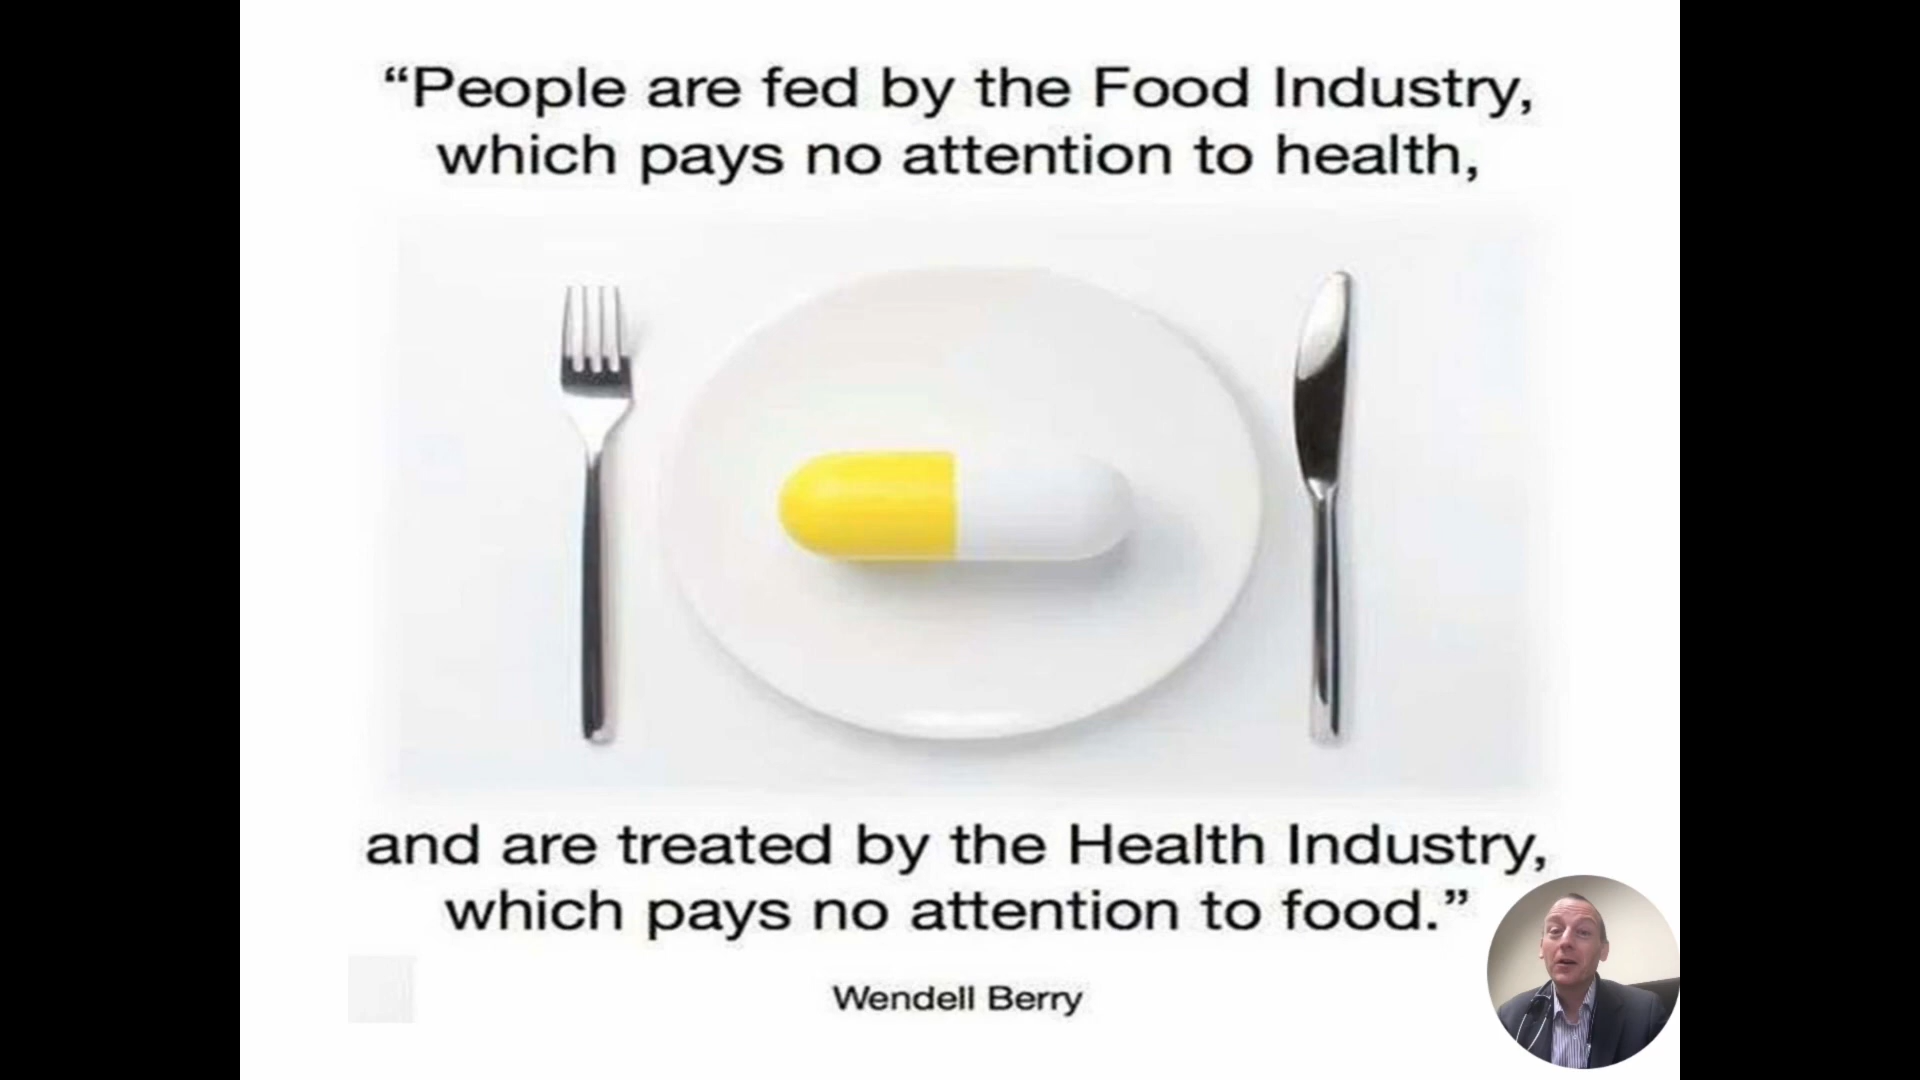 “People are fed by the Food Industry,
which pays no attention to health,
and are treated by the Health Industry,
which pays no attention to food.”
Wendell Berry